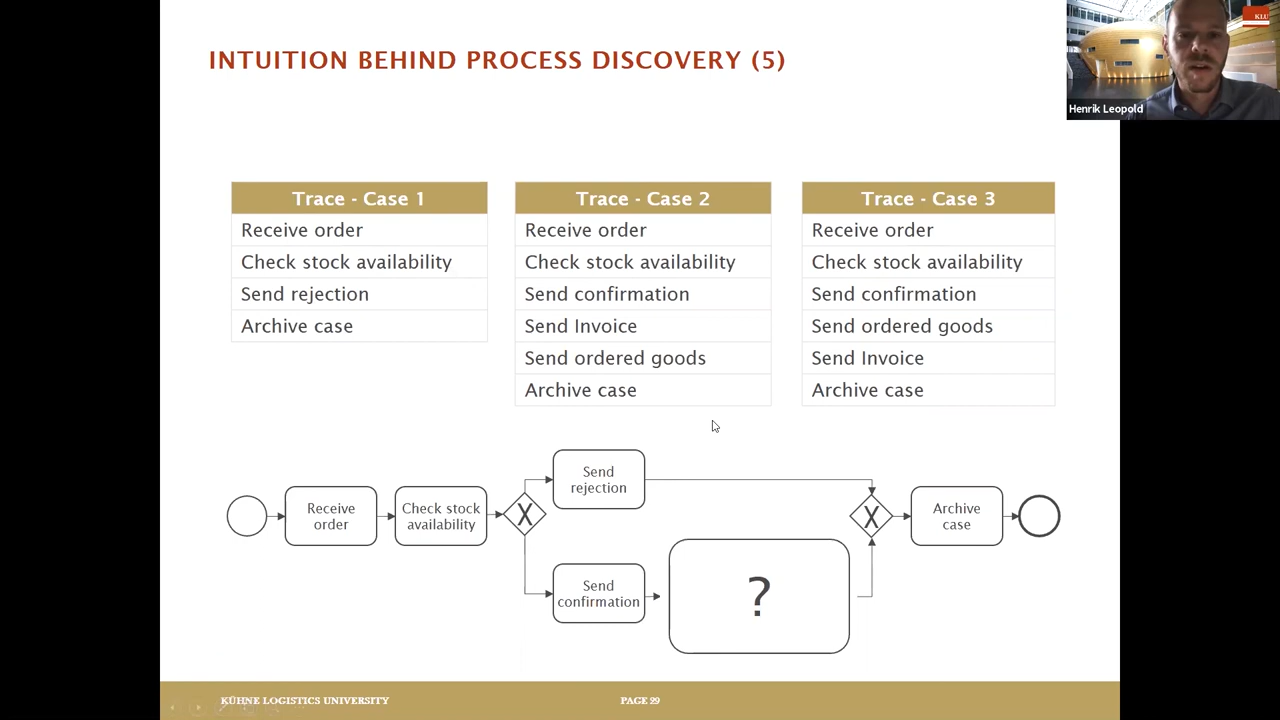 INTUITION BEHIND PROCESS DISCOVERY (5)
KLU
Henrik Leopold
Trace - Case 1
Receive order
Check stock availability
Send rejection
Archive case
Trace - Case 2
Receive order
Check stock availability
Send confirmation
Send Invoice
Send ordered goods
Archive case
Trace - Case 3
Receive order
Check stock availability
Send confirmation
Send ordered goods
Send Invoice
Archive case
Receive
order
Check stock
availability
X
Send
rejection
Send
confirmation
?
X
Archive
case
KÜHNE LOGISTICS UNIVERSITY
PAGE 29